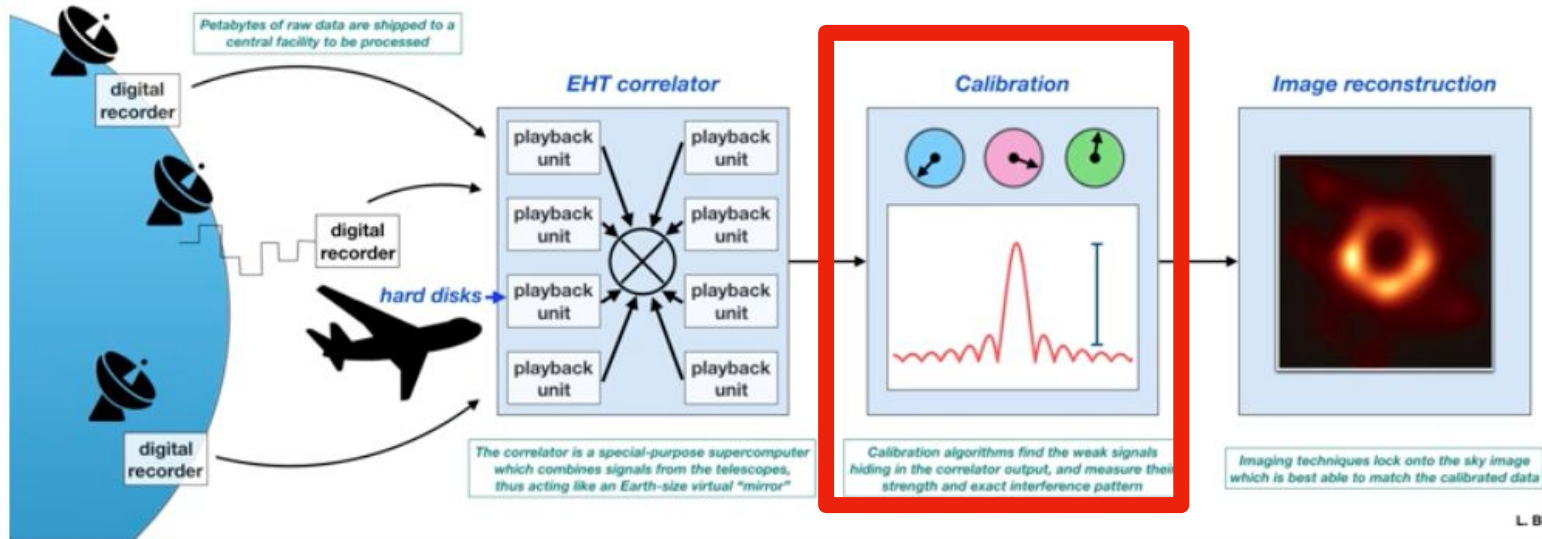 Petabytes of raw data are shipped to a
central facility to be processed
digital
recorder
digital
recorder
digital
recorder
hard disks
EHT correlator
playback
unit
playback
unit
playback
unit
playback
unit
playback
unit
playback
unit
playback
unit
playback
unit
The correlator is a special-purpose supercomputer
which combines signals from the telescopes,
thus acting like an Earth-size virtual "mirror"
Calibration
Calibration algorithms find the weak signals
hiding in the correlator output, and measure their
strength and exact interference pattern
Image reconstruction
Imaging techniques lock onto the sky image
which is best able to match the calibrated data
L. B